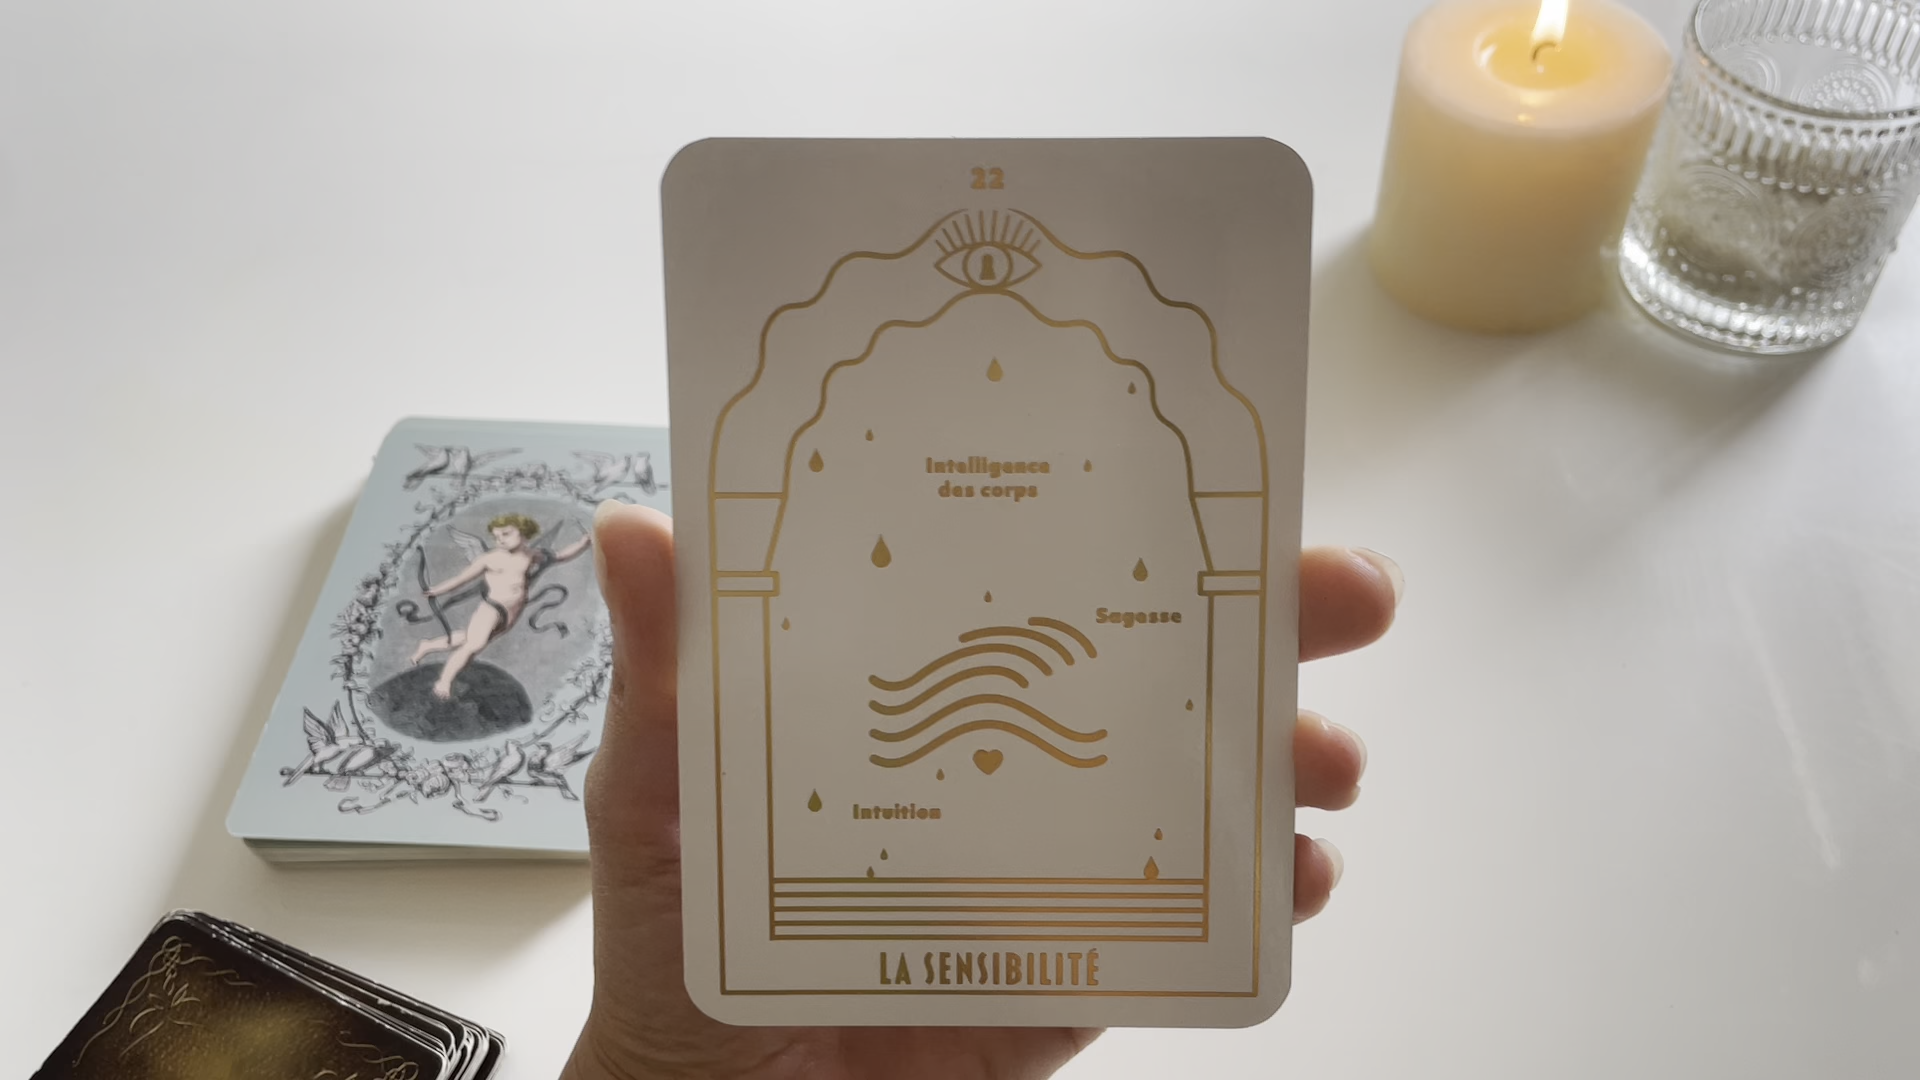 22
Intelligence
des corps
Sagesse
Intuition
LA SENSIBILITÉ